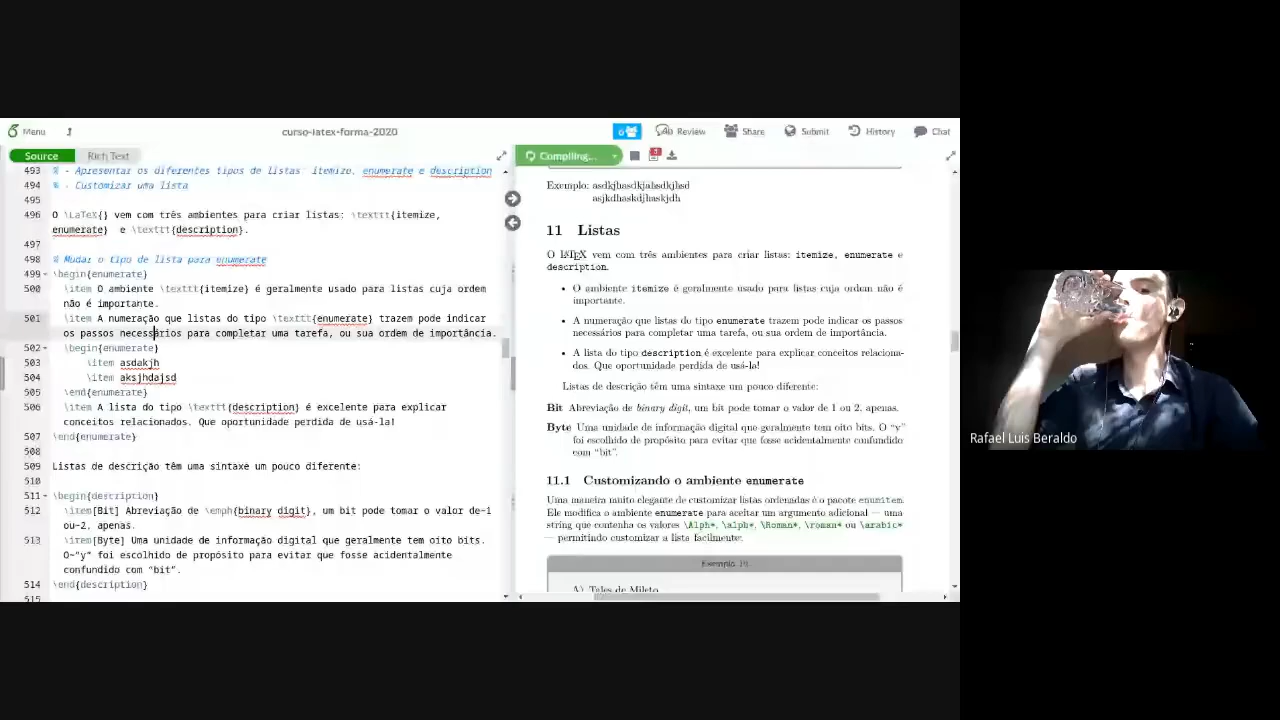 Menu
curso-latex-forma-2020
Review
Share
Submit
History
Chat
Source
Rich Text
Compiling...
493 % - Apresentar os diferentes tipos de listas itemize, enumerate e description
494 % - Customizar uma lista
495
496 O \LaTeX{} vem com três ambientes para criar listas: \texttt{itemize,
enumerate} e \texttt{description}.
497
498 % Mudar o tipo de lista para enumerate
499 \begin{enumerate}
500 \item O ambiente \texttt{itemize} é geralmente usado para listas cuja ordem
não é importante.
501 \item A numeração que listas do tipo \texttt{enumerate} trazem pode indicar
os passos necessários para completar uma tarefa, ou sua ordem de importância.
502 \begin{enumerate}
503 \item asdakjh
504 \item aksjhdajsd
505 \end{enumerate}
506 \item A lista do tipo \texttt{description} é excelente para explicar
conceitos relacionados. Que oportunidade perdida de usá-la!
507 \end{enumerate}
508
509 Listas de descrição têm uma sintaxe um pouco diferente:
510
511 \begin{description}
512 \item[Bit] Abreviação de \emph{binary digit}, um bit pode tomar o valor de~1
ou~2, apenas.
513 \item[Byte] Uma unidade de informação digital que geralmente tem oito bits.
O~"y" foi escolhido de propósito para evitar que fosse acidentalmente
confundido com "bit".
514 \end{description}
515
Exemplo: asdkjhasdkjahsdkjhsd
asjkdhaskdjhaskjdh
11 Listas
O LATEX vem com três ambientes para criar listas: itemize, enumerate e
description.
• O ambiente itemize é geralmente usado para listas cuja ordem não é
importante.
• A numeração que listas do tipo enumerate trazem pode indicar os passos
necessários para completar uma tarefa, ou sua ordem de importância.
• A lista do tipo description é excelente para explicar conceitos relaciona-
dos. Que oportunidade perdida de usá-la!
Listas de descrição têm uma sintaxe um pouco diferente:
Bit Abreviação de binary digit, um bit pode tomar o valor de 1 ou 2, apenas.
Byte Uma unidade de informação digital que geralmente tem oito bits. O "y"
foi escolhido de propósito para evitar que fosse acidentalmente confundido
com "bit".
11.1 Customizando o ambiente enumerate
Uma maneira muito elegante de customizar listas ordenadas é o pacote enumitem.
Ele modifica o ambiente enumerate para aceitar um argumento adicional — uma
string que contenha os valores \Alph*, \alph*, \Roman*, \roman* ou \arabic*
— permitindo customizar a lista facilmente.
Exemplo
A) Tales de Mileto
Rafael Luis Beraldo